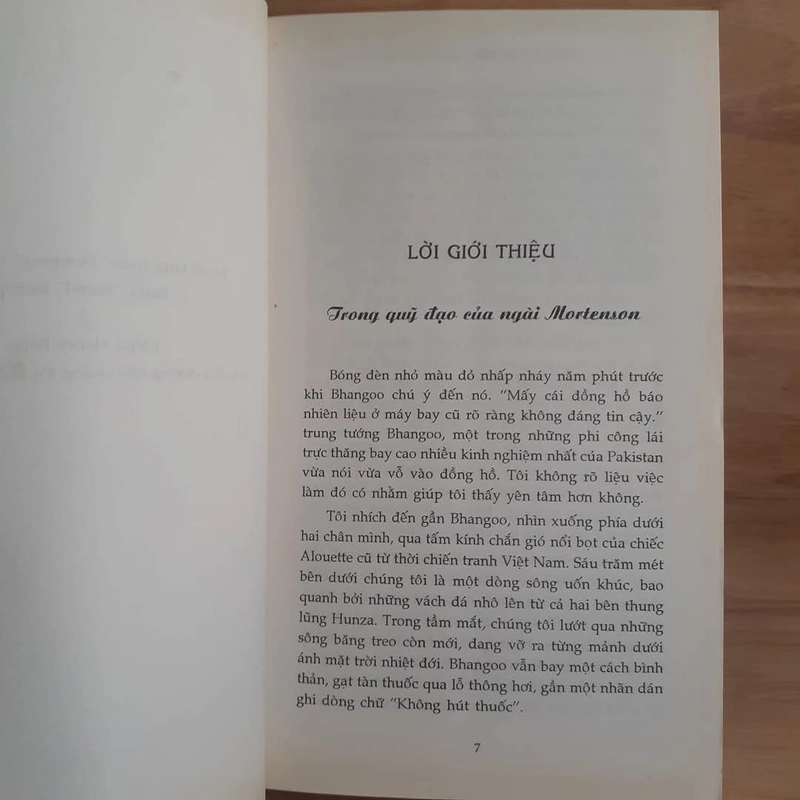 LỜI GIỚI THIỆU
Trong quỹ đạo của ngài Mortenson
Bóng đèn nhỏ màu đỏ nhấp nháy năm phút trước
khi Bhangoo chú ý đến nó. "Mấy cái đồng hồ báo
nhiên liệu ở máy bay cũ rõ ràng không đáng tin cậy."
trung tướng Bhangoo, một trong những phi công lái
trực thăng bay cao nhiều kinh nghiệm nhất của Pakistan
vừa nói vừa vỗ vào đồng hồ. Tôi không rõ liệu việc
làm đó có nhằm giúp tôi thấy yên tâm hơn không.
Tôi nhích đến gần Bhangoo, nhìn xuống phía dưới
hai chân mình, qua tấm kính chắn gió nổi bọt của chiếc
Alouette cũ từ thời chiến tranh Việt Nam. Sáu trăm mét
bên dưới chúng tôi là một dòng sông uốn khúc, bao
quanh bởi những vách đá nhô lên từ cả hai bên thung
lũng Hunza. Trong tầm mắt, chúng tôi lướt qua những
sông băng treo còn mới, đang vỡ ra từng mảnh dưới
ánh mặt trời nhiệt đới. Bhangoo vẫn bay một cách bình
thản, gạt tàn thuốc qua lỗ thông hơi, gần một nhãn dán
ghi dòng chữ "Không hút thuốc".
7